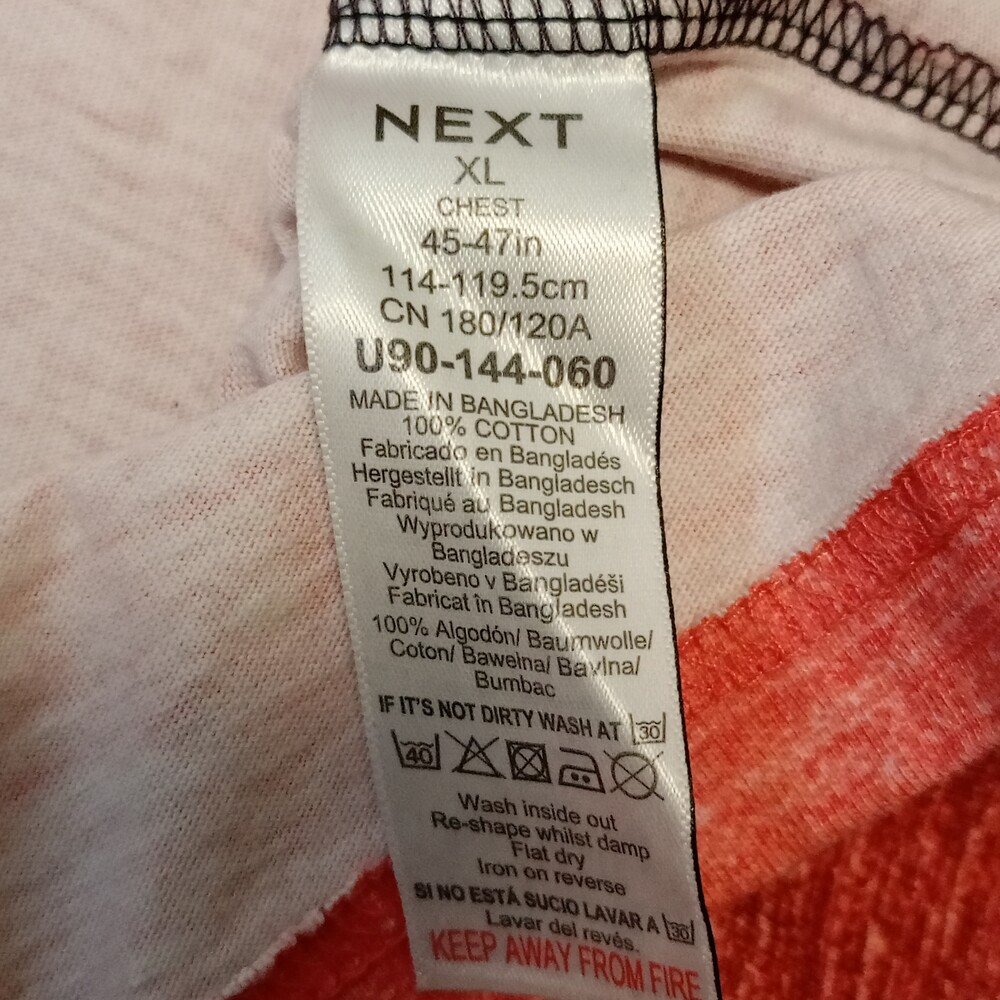 NEXT
XL
CHEST
45-47in
114-119.5cm
CN 180/120A
U90-144-060
MADE IN BANGLADESH
100% COTTON
Fabricado en Bangladés
Hergestellt in Bangladesch
Fabriqué au Bangladesh
Wyprodukowano w
Bangladeszu
Vyrobeno v Bangladéši
Fabricat în Bangladesh
100% Algodón/ Baumwolle/
Coton/ Bawełna/ Bavlna/
Bumbac
IF IT'S NOT DIRTY WASH AT 30
40
Wash inside out
Re-shape whilst damp
Flat dry
Iron on reverse
SI NO ESTÁ SUCIO LAVAR A 30
Lavar del revés.
KEEP AWAY FROM FIRE